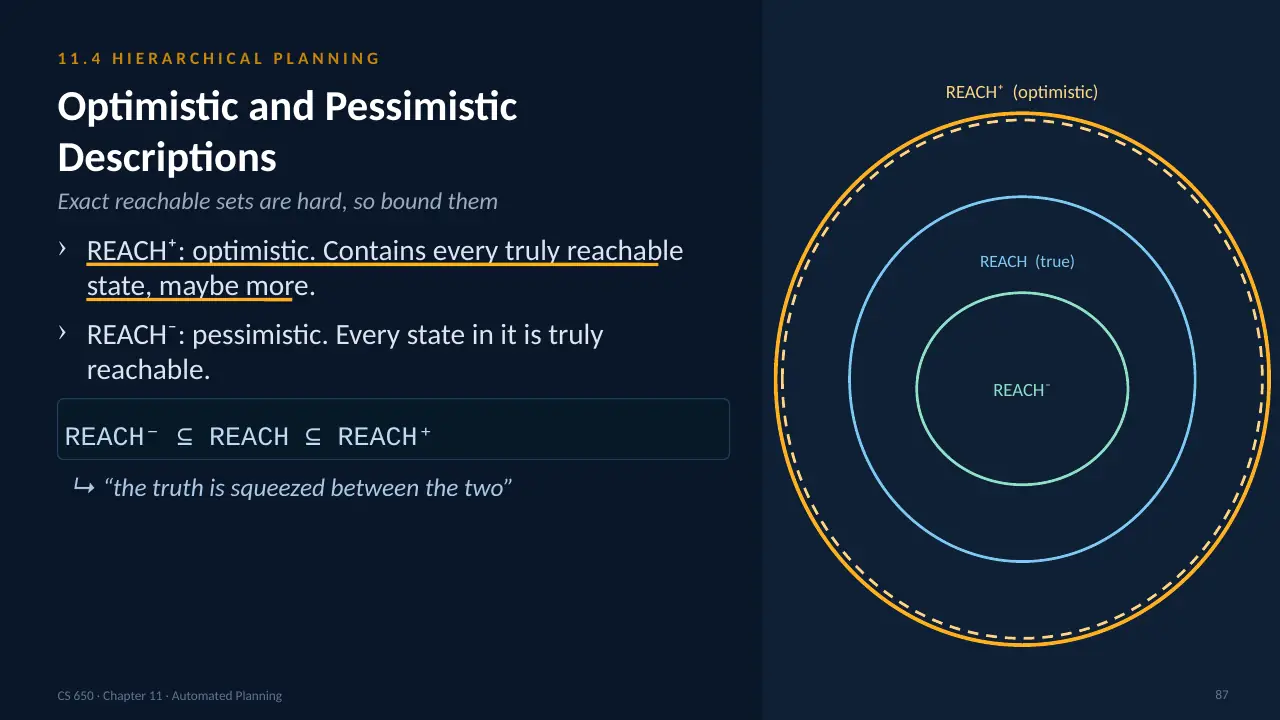 11.4 HIERARCHICAL PLANNING
Optimistic and Pessimistic
Descriptions
Exact reachable sets are hard, so bound them
› REACH⁺: optimistic. Contains every truly reachable
state, maybe more.
› REACH⁻: pessimistic. Every state in it is truly
reachable.
REACH⁻ ⊆ REACH ⊆ REACH⁺
↪ “the truth is squeezed between the two”
REACH⁺ (optimistic)
REACH (true)
REACH⁻
CS 650 · Chapter 11 · Automated Planning
87